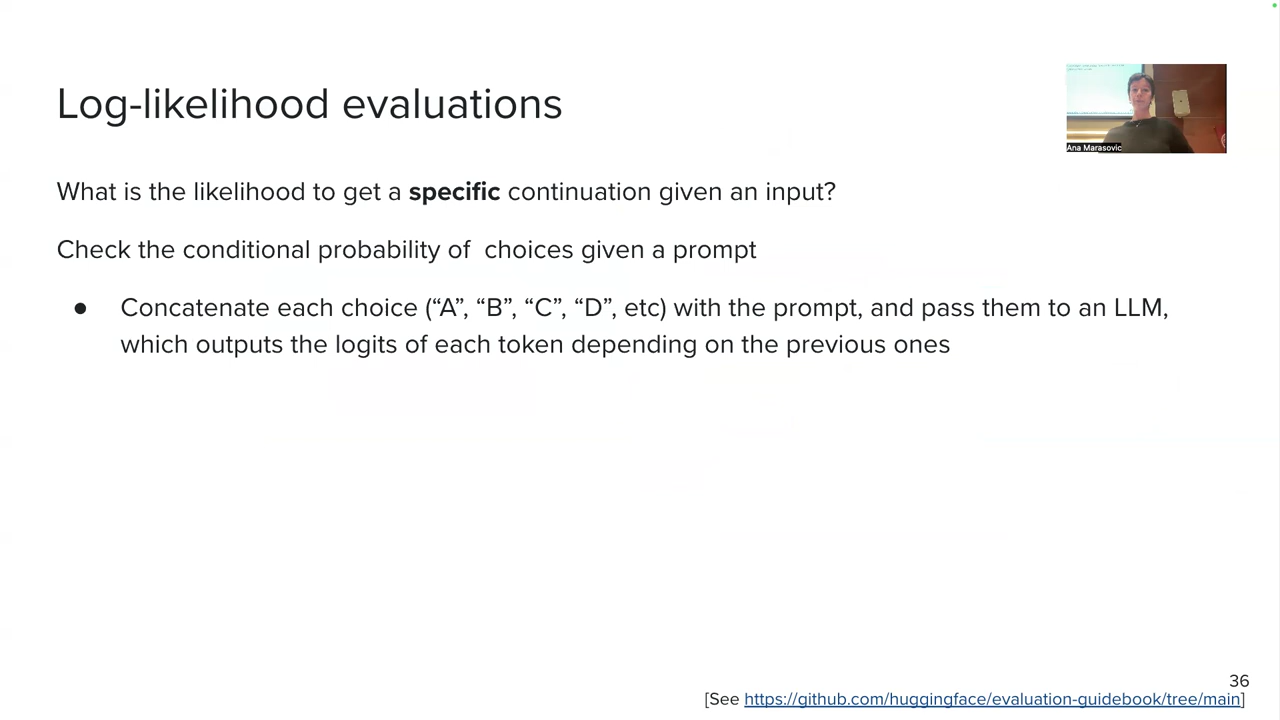 Log-likelihood evaluations
Ana Marasovic
What is the likelihood to get a specific continuation given an input?
Check the conditional probability of  choices given a prompt
● Concatenate each choice (“A”, “B”, “C”, “D”, etc) with the prompt, and pass them to an LLM,
which outputs the logits of each token depending on the previous ones
36
[See https://github.com/huggingface/evaluation-guidebook/tree/main]